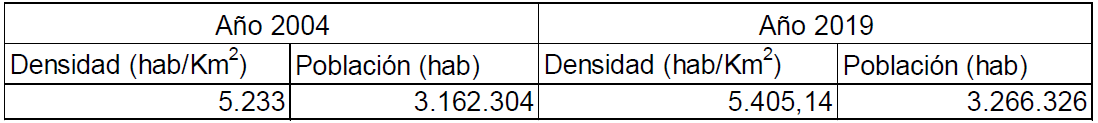 Año 2004 Año 2019
Densidad (hab/Km²) Población (hab) Densidad (hab/Km²) Población (hab)
5.233 3.162.304 5.405,14 3.266.326